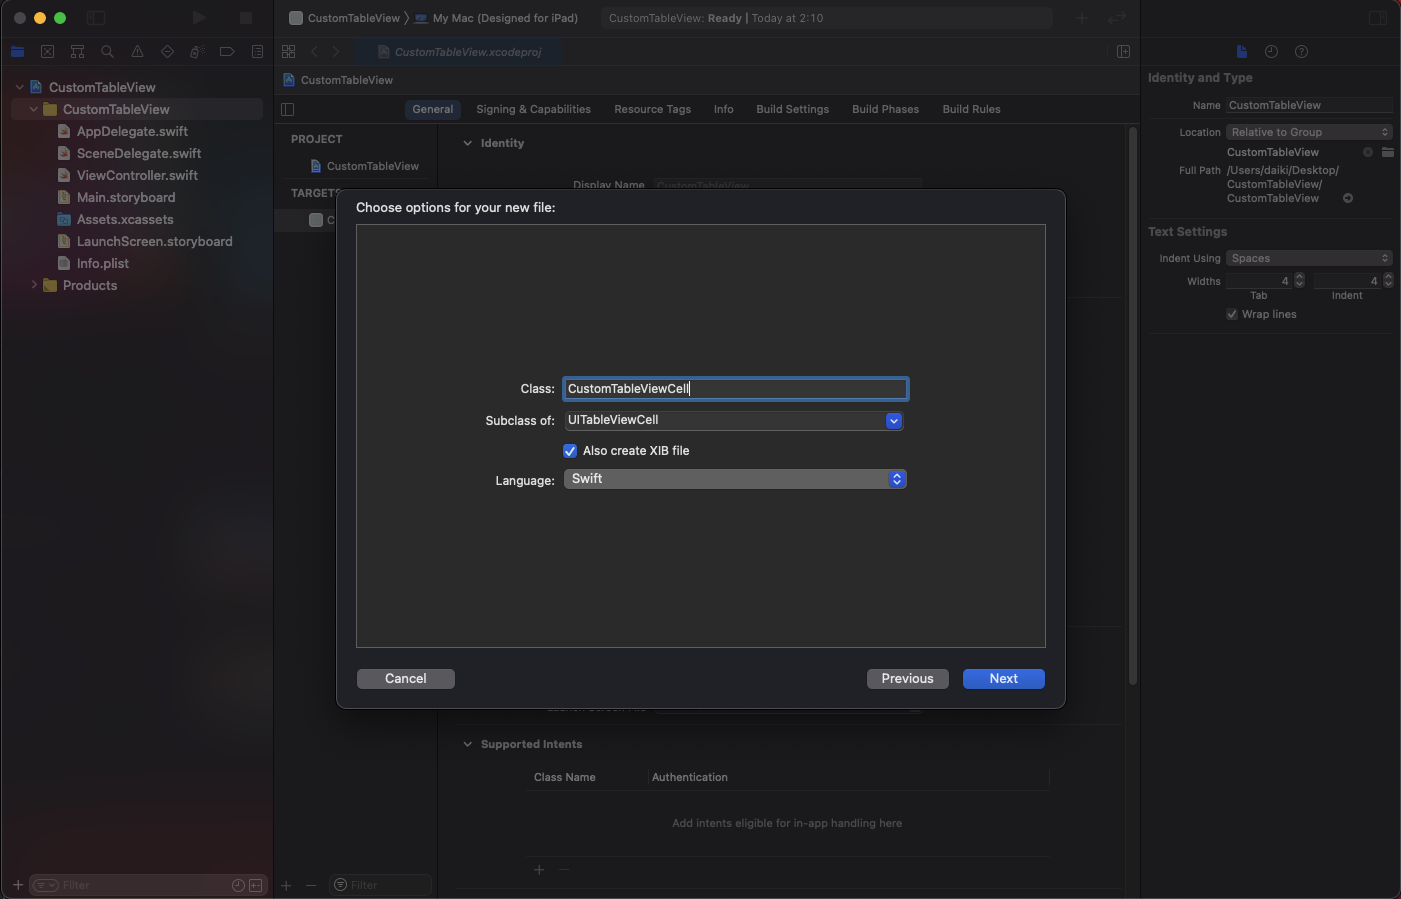 CustomTableView
My Mac (Designed for iPad)
CustomTableView: Ready | Today at 2:10
CustomTableView.xcodeproj
CustomTableView
CustomTableView
CustomTableView
AppDelegate.swift
SceneDelegate.swift
ViewController.swift
Main.storyboard
Assets.xcassets
LaunchScreen.storyboard
Info.plist
Products
Filter
General
Signing & Capabilities
Resource Tags
Info
Build Settings
Build Phases
Build Rules
PROJECT
CustomTableView
TARGETS
C
Filter
Identity
Display Name
CustomTableView
Choose options for your new file:
Class:
CustomTableViewCell
Subclass of:
UITableViewCell
Also create XIB file
Language:
Swift
Cancel
Previous
Next
Launch Screen File
Supported Intents
Class Name
Authentication
Add intents eligible for in-app handling here
Identity and Type
Name
CustomTableView
Location
Relative to Group
CustomTableView
Full Path
/Users/daiki/Desktop/
CustomTableView/
CustomTableView
Text Settings
Indent Using
Spaces
Widths
4
4
Tab
Indent
Wrap lines